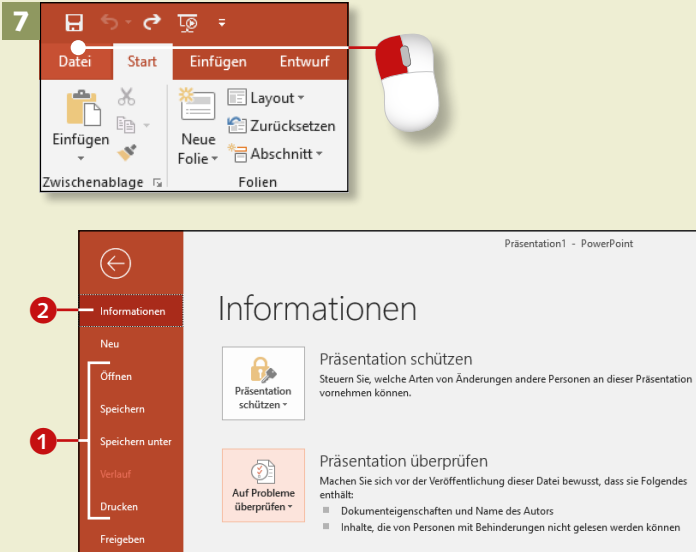 7
Datei Start Einfügen Entwurf
Einfügen
Neue
Folie
Layout
Zurücksetzen
Abschnitt
Zwischenablage Folien
Präsentation1 - PowerPoint
2
Informationen
Neu
Öffnen
Speichern
1
Speichern unter
Verlauf
Drucken
Freigeben
Informationen
Präsentation
schützen
Präsentation schützen
Steuern Sie, welche Arten von Änderungen andere Personen an dieser Präsentation
vornehmen können.
Auf Probleme
überprüfen
Präsentation überprüfen
Machen Sie sich vor der Veröffentlichung dieser Datei bewusst, dass sie Folgendes
enthält:
Dokumenteigenschaften und Name des Autors
Inhalte, die von Personen mit Behinderungen nicht gelesen werden können